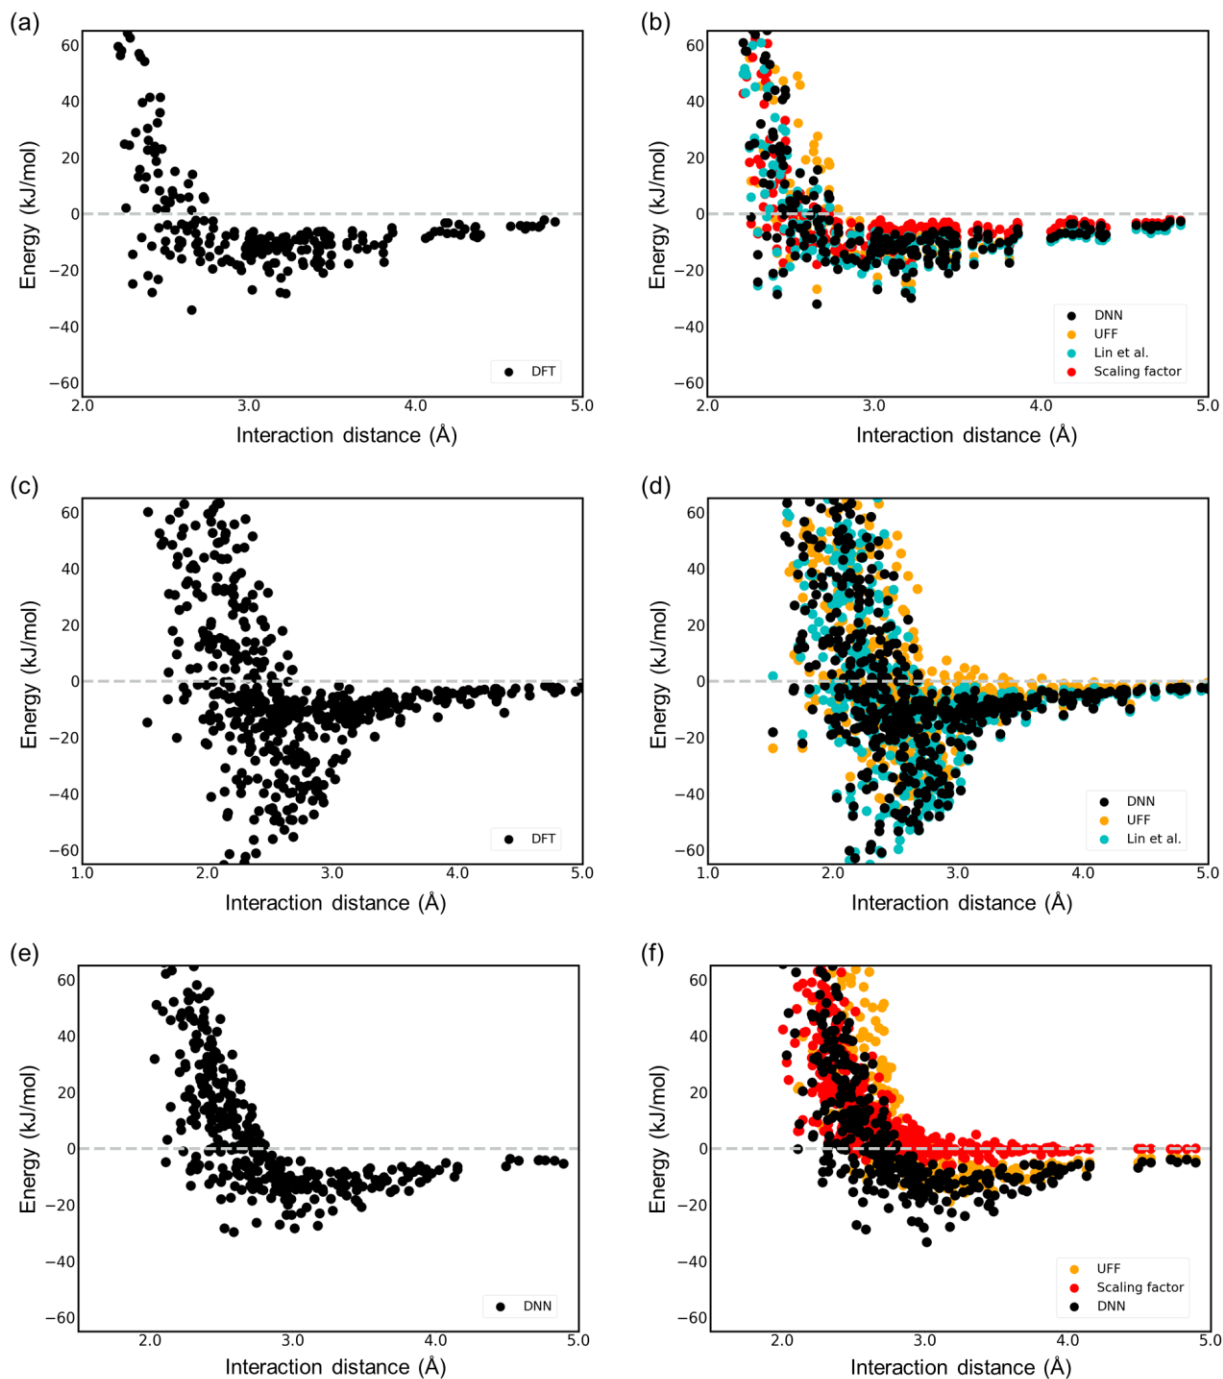 (a)
60
40
20
0
−20
−40
−60
Energy (kJ/mol)
DFT
2.0 3.0 4.0 5.0
Interaction distance (Å)
(b)
60
40
20
0
−20
−40
−60
Energy (kJ/mol)
DNN
UFF
Lin et al.
Scaling factor
2.0 3.0 4.0 5.0
Interaction distance (Å)
(c)
60
40
20
0
−20
−40
−60
Energy (kJ/mol)
DFT
1.0 2.0 3.0 4.0 5.0
Interaction distance (Å)
(d)
60
40
20
0
−20
−40
−60
Energy (kJ/mol)
DNN
UFF
Lin et al.
1.0 2.0 3.0 4.0 5.0
Interaction distance (Å)
(e)
60
40
20
0
−20
−40
−60
Energy (kJ/mol)
DNN
2.0 3.0 4.0 5.0
Interaction distance (Å)
(f)
60
40
20
0
−20
−40
−60
Energy (kJ/mol)
UFF
Scaling factor
DNN
2.0 3.0 4.0 5.0
Interaction distance (Å)